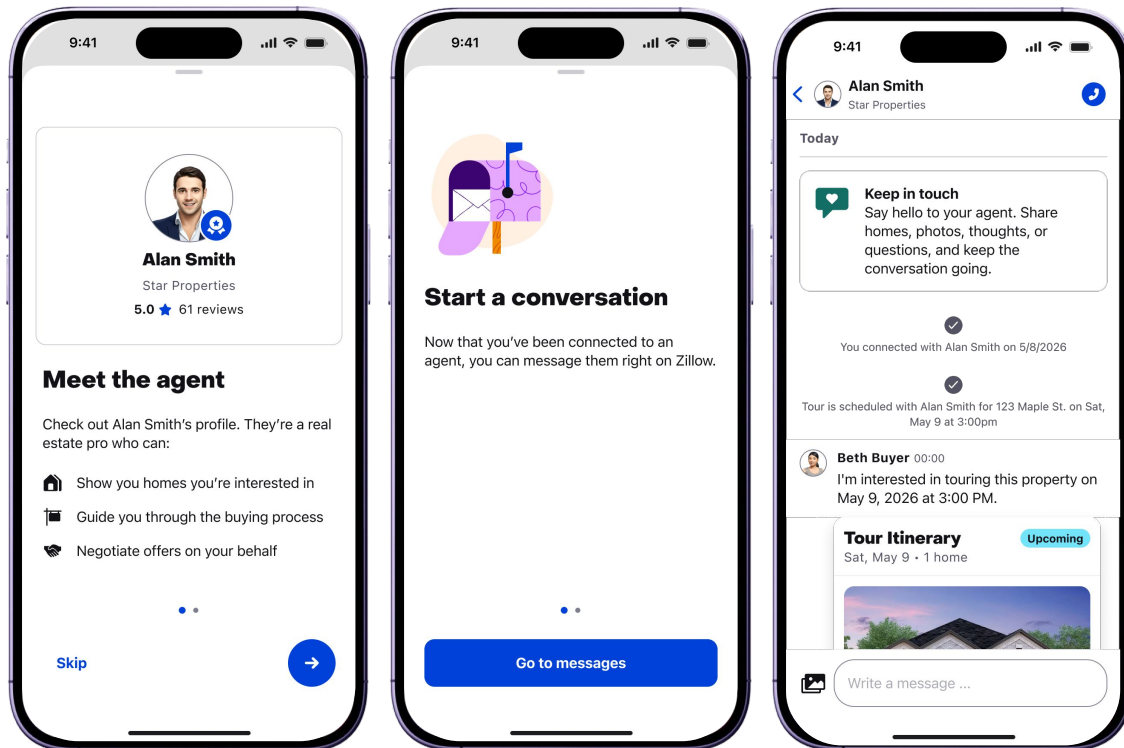 9:41
Alan Smith
Star Properties
5.0 ★ 61 reviews
Meet the agent
Check out Alan Smith’s profile. They’re a real
estate pro who can:
Show you homes you’re interested in
Guide you through the buying process
Negotiate offers on your behalf
Skip
9:41
Start a conversation
Now that you’ve been connected to an
agent, you can message them right on Zillow.
Go to messages
9:41
Alan Smith
Star Properties
Today
Keep in touch
Say hello to your agent. Share
homes, photos, thoughts, or
questions, and keep the
conversation going.
You connected with Alan Smith on 5/8/2026
Tour is scheduled with Alan Smith for 123 Maple St. on Sat,
May 9 at 3:00pm
Beth Buyer 00:00
I'm interested in touring this property on
May 9, 2026 at 3:00 PM.
Tour Itinerary
Upcoming
Sat, May 9 • 1 home
Write a message ...